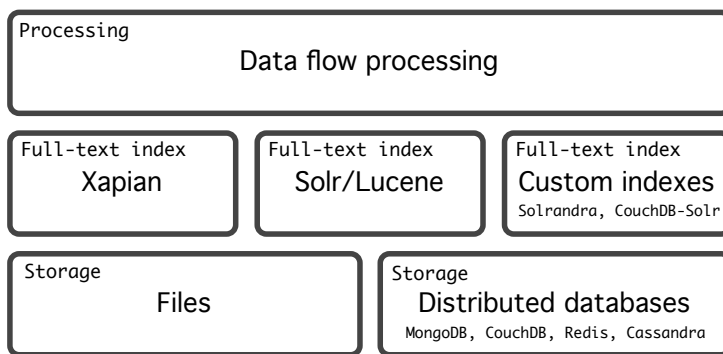 Processing
Data flow processing
Full-text index
Xapian
Full-text index
Solr/Lucene
Full-text index
Custom indexes
Solrandra, CouchDB-Solr
Storage
Files
Storage
Distributed databases
MongoDB, CouchDB, Redis, Cassandra